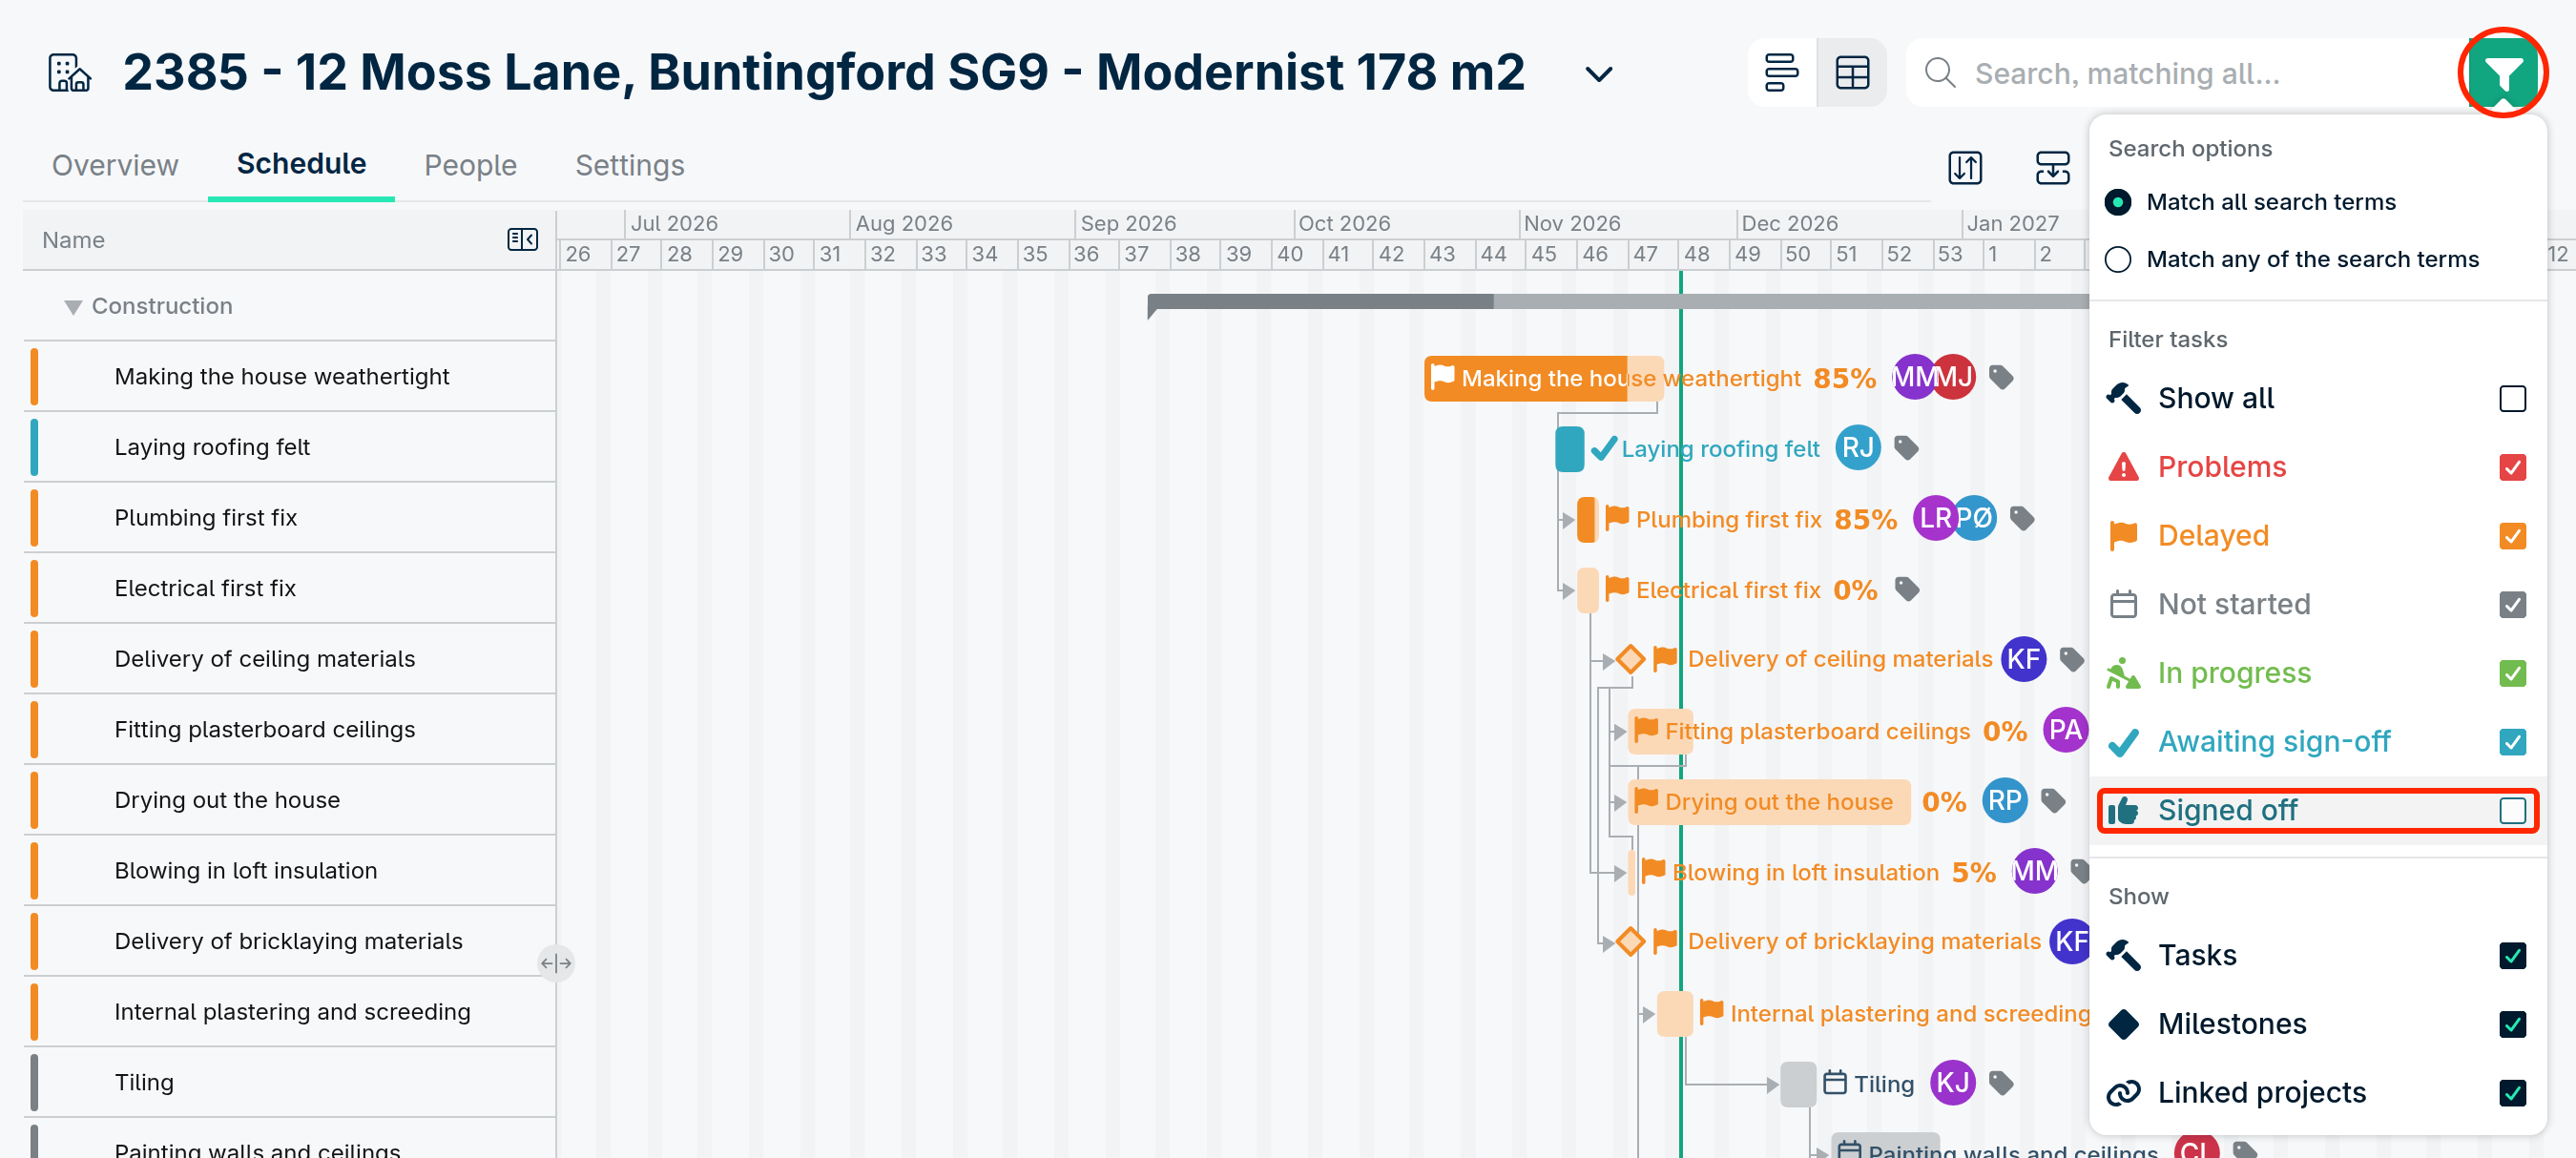 2385 - 12 Moss Lane, Buntingford SG9 - Modernist 178 m2
Search, matching all...
Overview Schedule People Settings
Name
Jul 2026 Aug 2026 Sep 2026 Oct 2026 Nov 2026 Dec 2026 Jan 2027
26 27 28 29 30 31 32 33 34 35 36 37 38 39 40 41 42 43 44 45 46 47 48 49 50 51 52 53 1 2 12
Construction
Making the house weathertight
Making the house weathertight 85% MM MJ
Laying roofing felt
Laying roofing felt RJ
Plumbing first fix
Plumbing first fix 85% LR PØ
Electrical first fix
Electrical first fix 0%
Delivery of ceiling materials
Delivery of ceiling materials KF
Fitting plasterboard ceilings
Fitting plasterboard ceilings 0% PA
Drying out the house
Drying out the house 0% RP
Blowing in loft insulation
Blowing in loft insulation 5% MM
Delivery of bricklaying materials
Delivery of bricklaying materials KF
Internal plastering and screeding
Internal plastering and screeding
Tiling
Tiling KJ
Painting walls and ceilings
Painting walls and ceilings
Search options
Match all search terms
Match any of the search terms
Filter tasks
Show all
Problems
Delayed
Not started
In progress
Awaiting sign-off
Signed off
Show
Tasks
Milestones
Linked projects